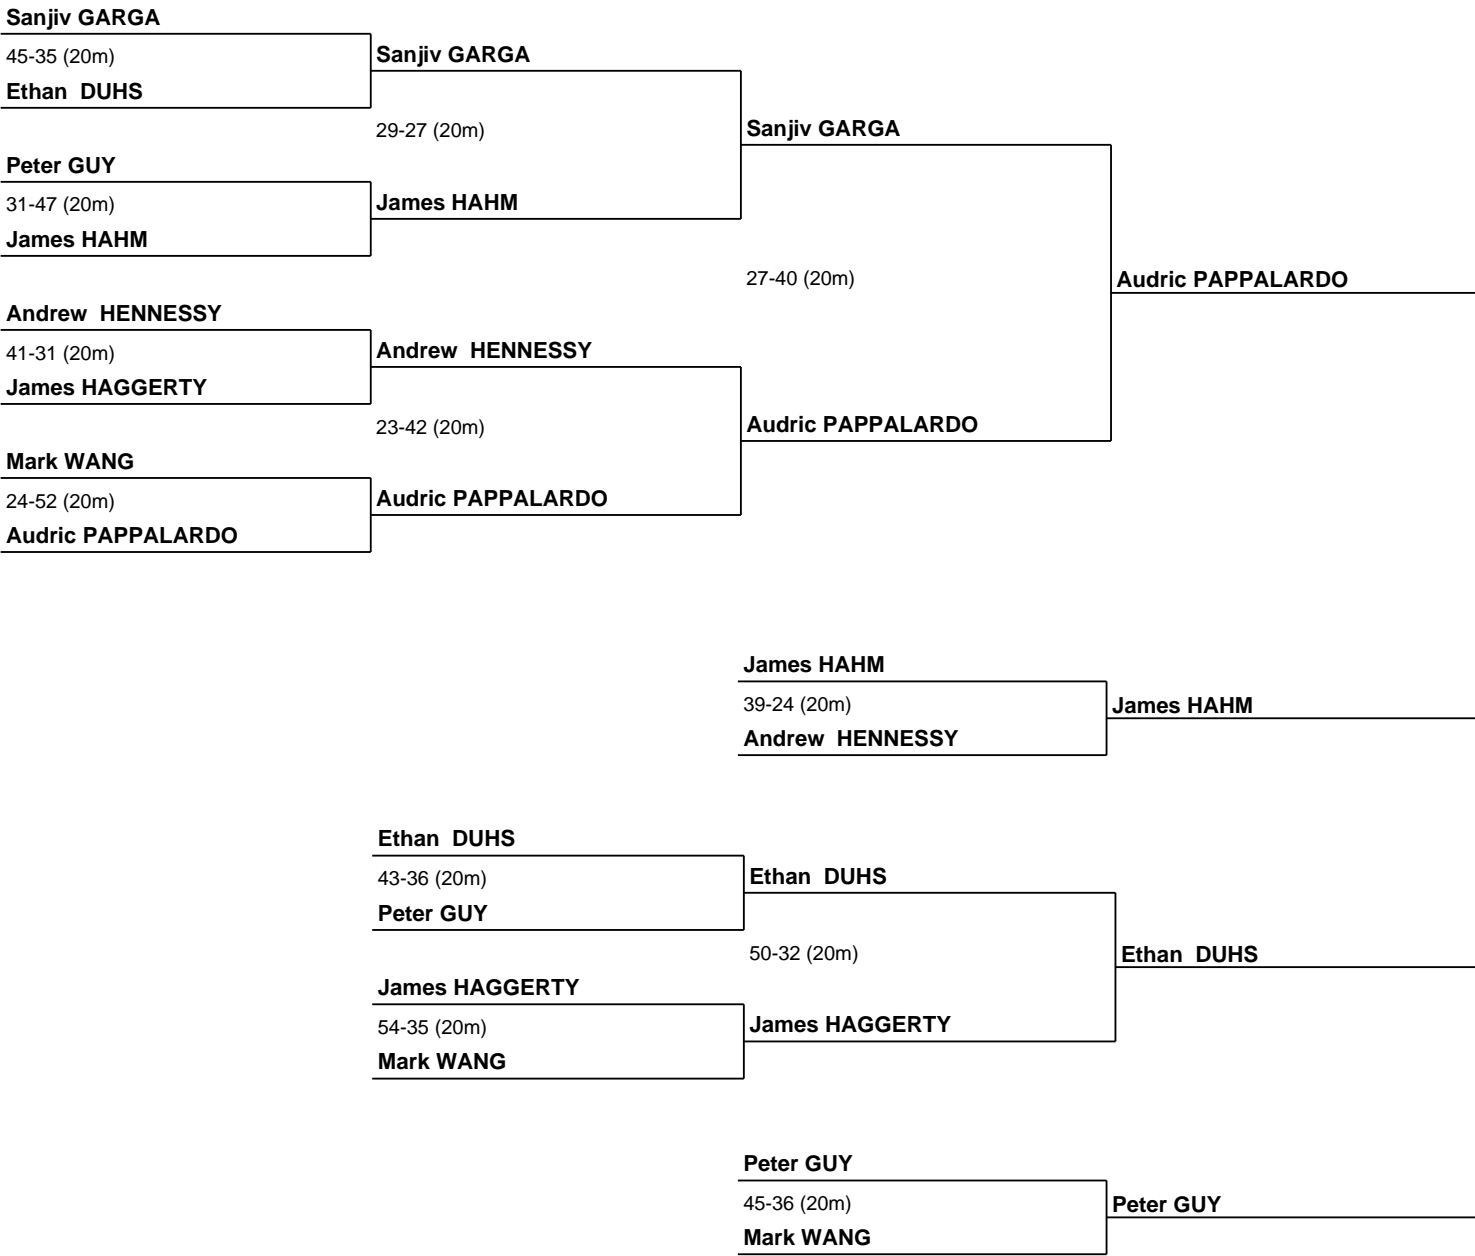 Sanjiv GARGA
45-35 (20m)
Sanjiv GARGA
Ethan  DUHS
29-27 (20m)
Sanjiv GARGA
Peter GUY
31-47 (20m)
James HAHM
James HAHM
27-40 (20m)
Audric PAPPALARDO
Andrew  HENNESSY
41-31 (20m)
Andrew  HENNESSY
James HAGGERTY
23-42 (20m)
Audric PAPPALARDO
Mark WANG
24-52 (20m)
Audric PAPPALARDO
Audric PAPPALARDO
James HAHM
39-24 (20m)
James HAHM
Andrew  HENNESSY
Ethan  DUHS
43-36 (20m)
Ethan  DUHS
Peter GUY
50-32 (20m)
Ethan  DUHS
James HAGGERTY
54-35 (20m)
James HAGGERTY
Mark WANG
Peter GUY
45-36 (20m)
Peter GUY
Mark WANG